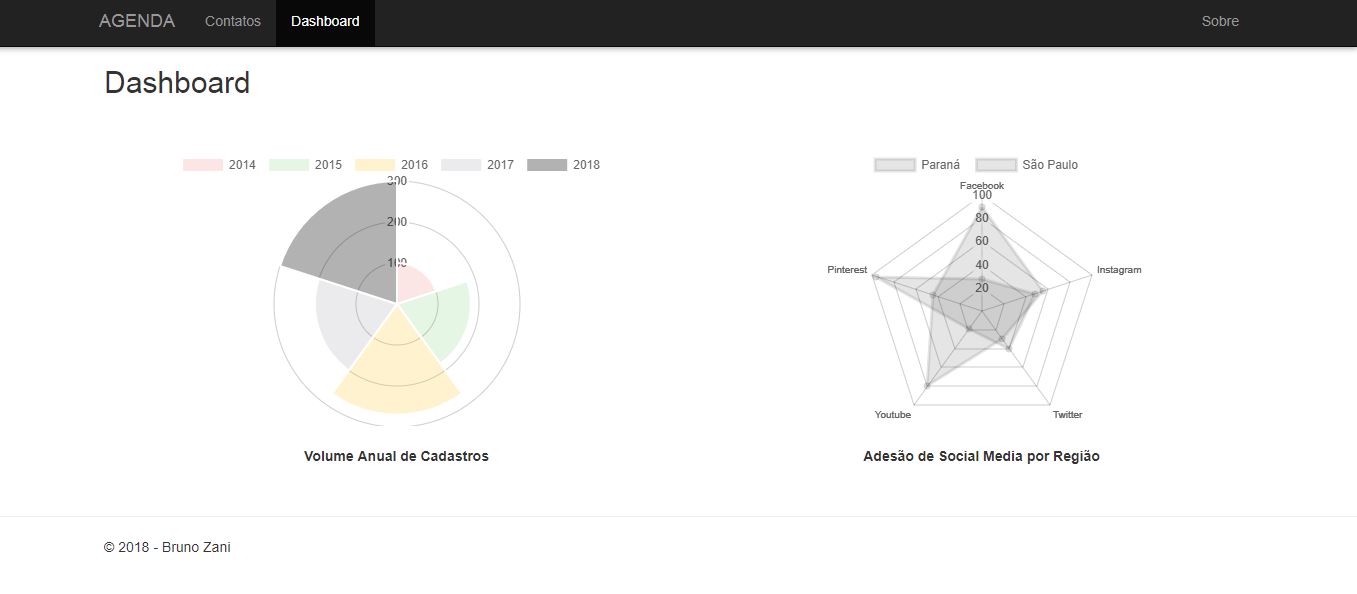 AGENDA Contatos Dashboard Sobre
Dashboard
2014 2015 2016 2017 2018
300
200
100
Volume Anual de Cadastros
Paraná São Paulo
Facebook
100
80
60
40
20
Pinterest Instagram
Youtube Twitter
Adesão de Social Media por Região
© 2018 - Bruno Zani